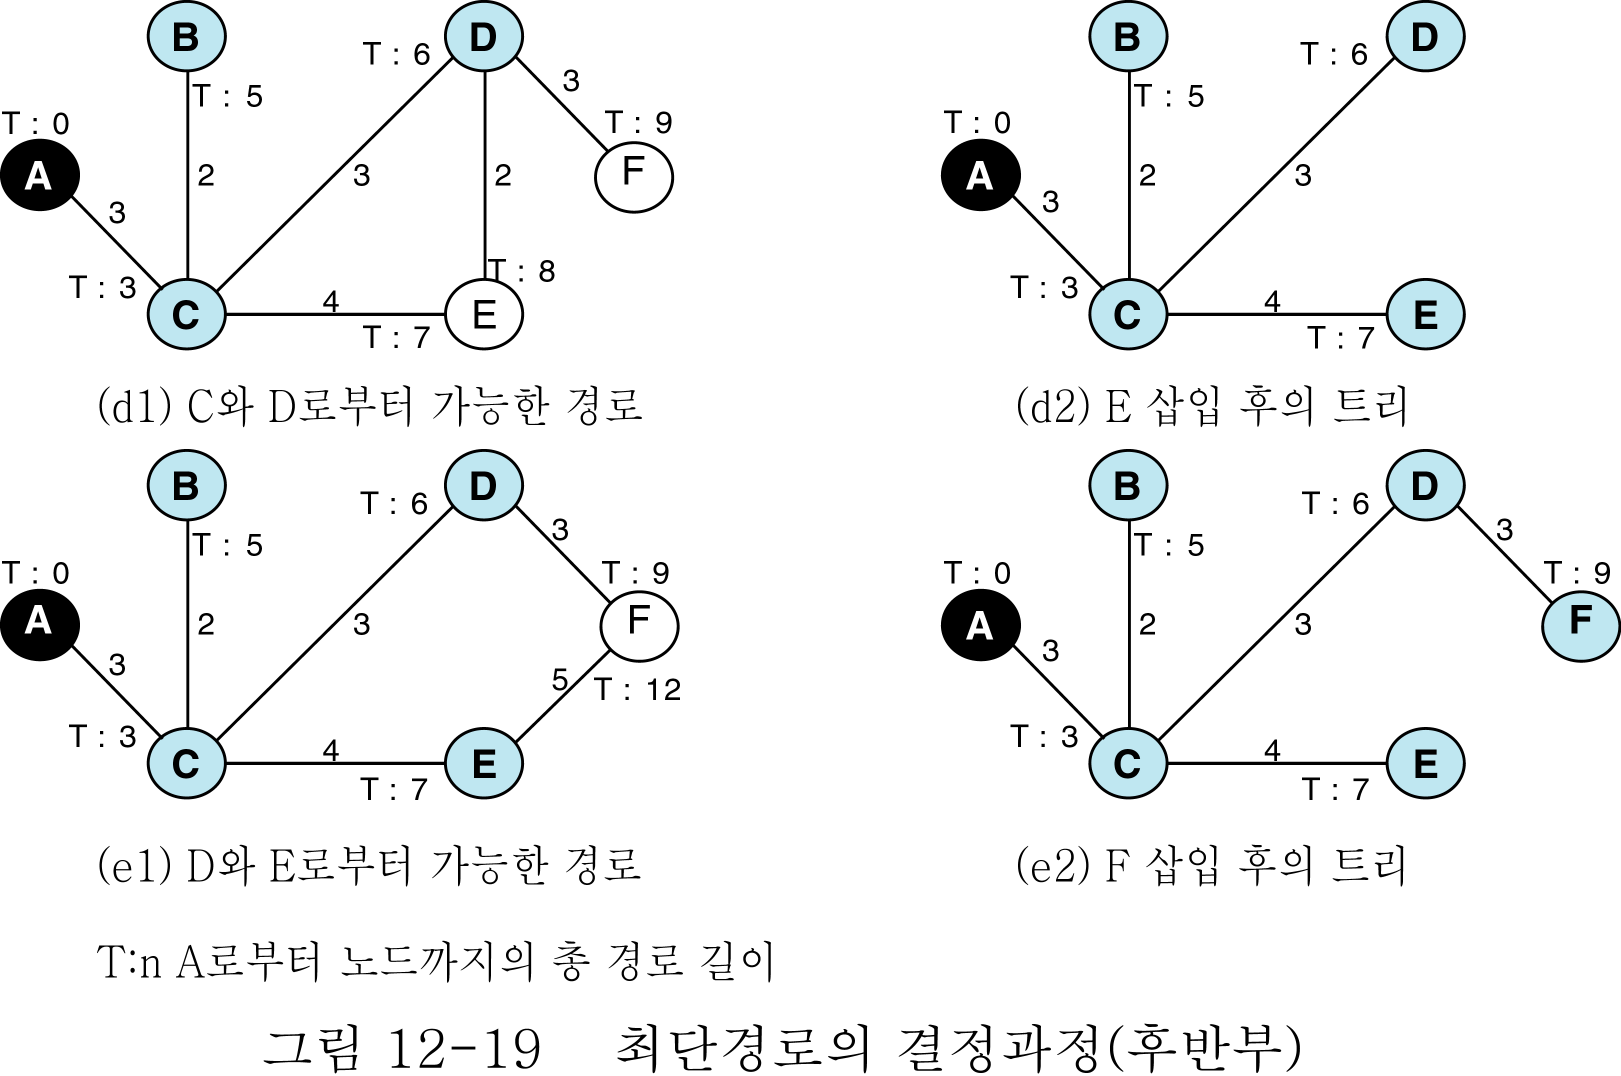 B
D
T : 6
T : 5
3
T : 0
T : 9
A
2
3
2
F
3
T : 3
T : 8
C
4
E
T : 7
(d1) C와 D로부터 가능한 경로
B
D
T : 6
T : 5
T : 0
A
2
3
3
T : 3
C
4
E
T : 7
(d2) E 삽입 후의 트리
B
D
T : 6
T : 5
3
T : 0
T : 9
A
2
3
F
3
5
T : 12
T : 3
C
4
E
T : 7
(e1) D와 E로부터 가능한 경로
B
D
T : 6
T : 5
3
T : 0
T : 9
A
2
3
F
3
T : 3
C
4
E
T : 7
(e2) F 삽입 후의 트리
T:n A로부터 노드까지의 총 경로 길이
그림 12-19 최단경로의 결정과정(후반부)